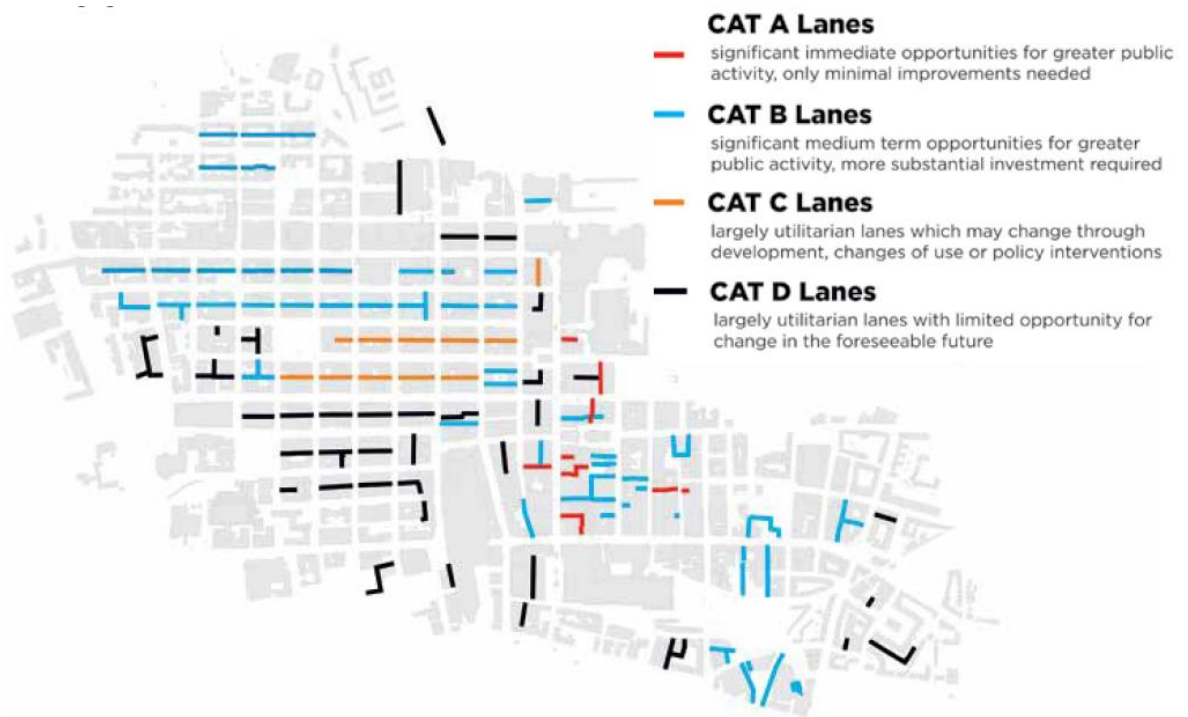 CAT A Lanes
significant immediate opportunities for greater public
activity, only minimal improvements needed
CAT B Lanes
significant medium term opportunities for greater
public activity, more substantial investment required
CAT C Lanes
largely utilitarian lanes which may change through
development, changes of use or policy interventions
CAT D Lanes
largely utilitarian lanes with limited opportunity for
change in the foreseeable future